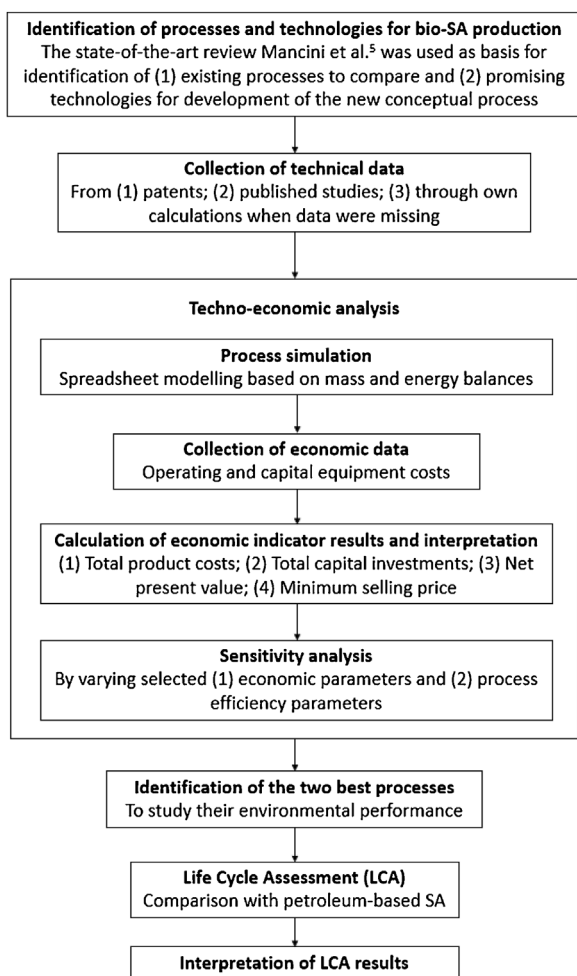 Identification of processes and technologies for bio-SA production
The state-of-the-art review Mancini et al.⁵ was used as basis for
identification of (1) existing processes to compare and (2) promising
technologies for development of the new conceptual process
Collection of technical data
From (1) patents; (2) published studies; (3) through own
calculations when data were missing
Techno-economic analysis
Process simulation
Spreadsheet modelling based on mass and energy balances
Collection of economic data
Operating and capital equipment costs
Calculation of economic indicator results and interpretation
(1) Total product costs; (2) Total capital investments; (3) Net
present value; (4) Minimum selling price
Sensitivity analysis
By varying selected (1) economic parameters and (2) process
efficiency parameters
Identification of the two best processes
To study their environmental performance
Life Cycle Assessment (LCA)
Comparison with petroleum-based SA
Interpretation of LCA results